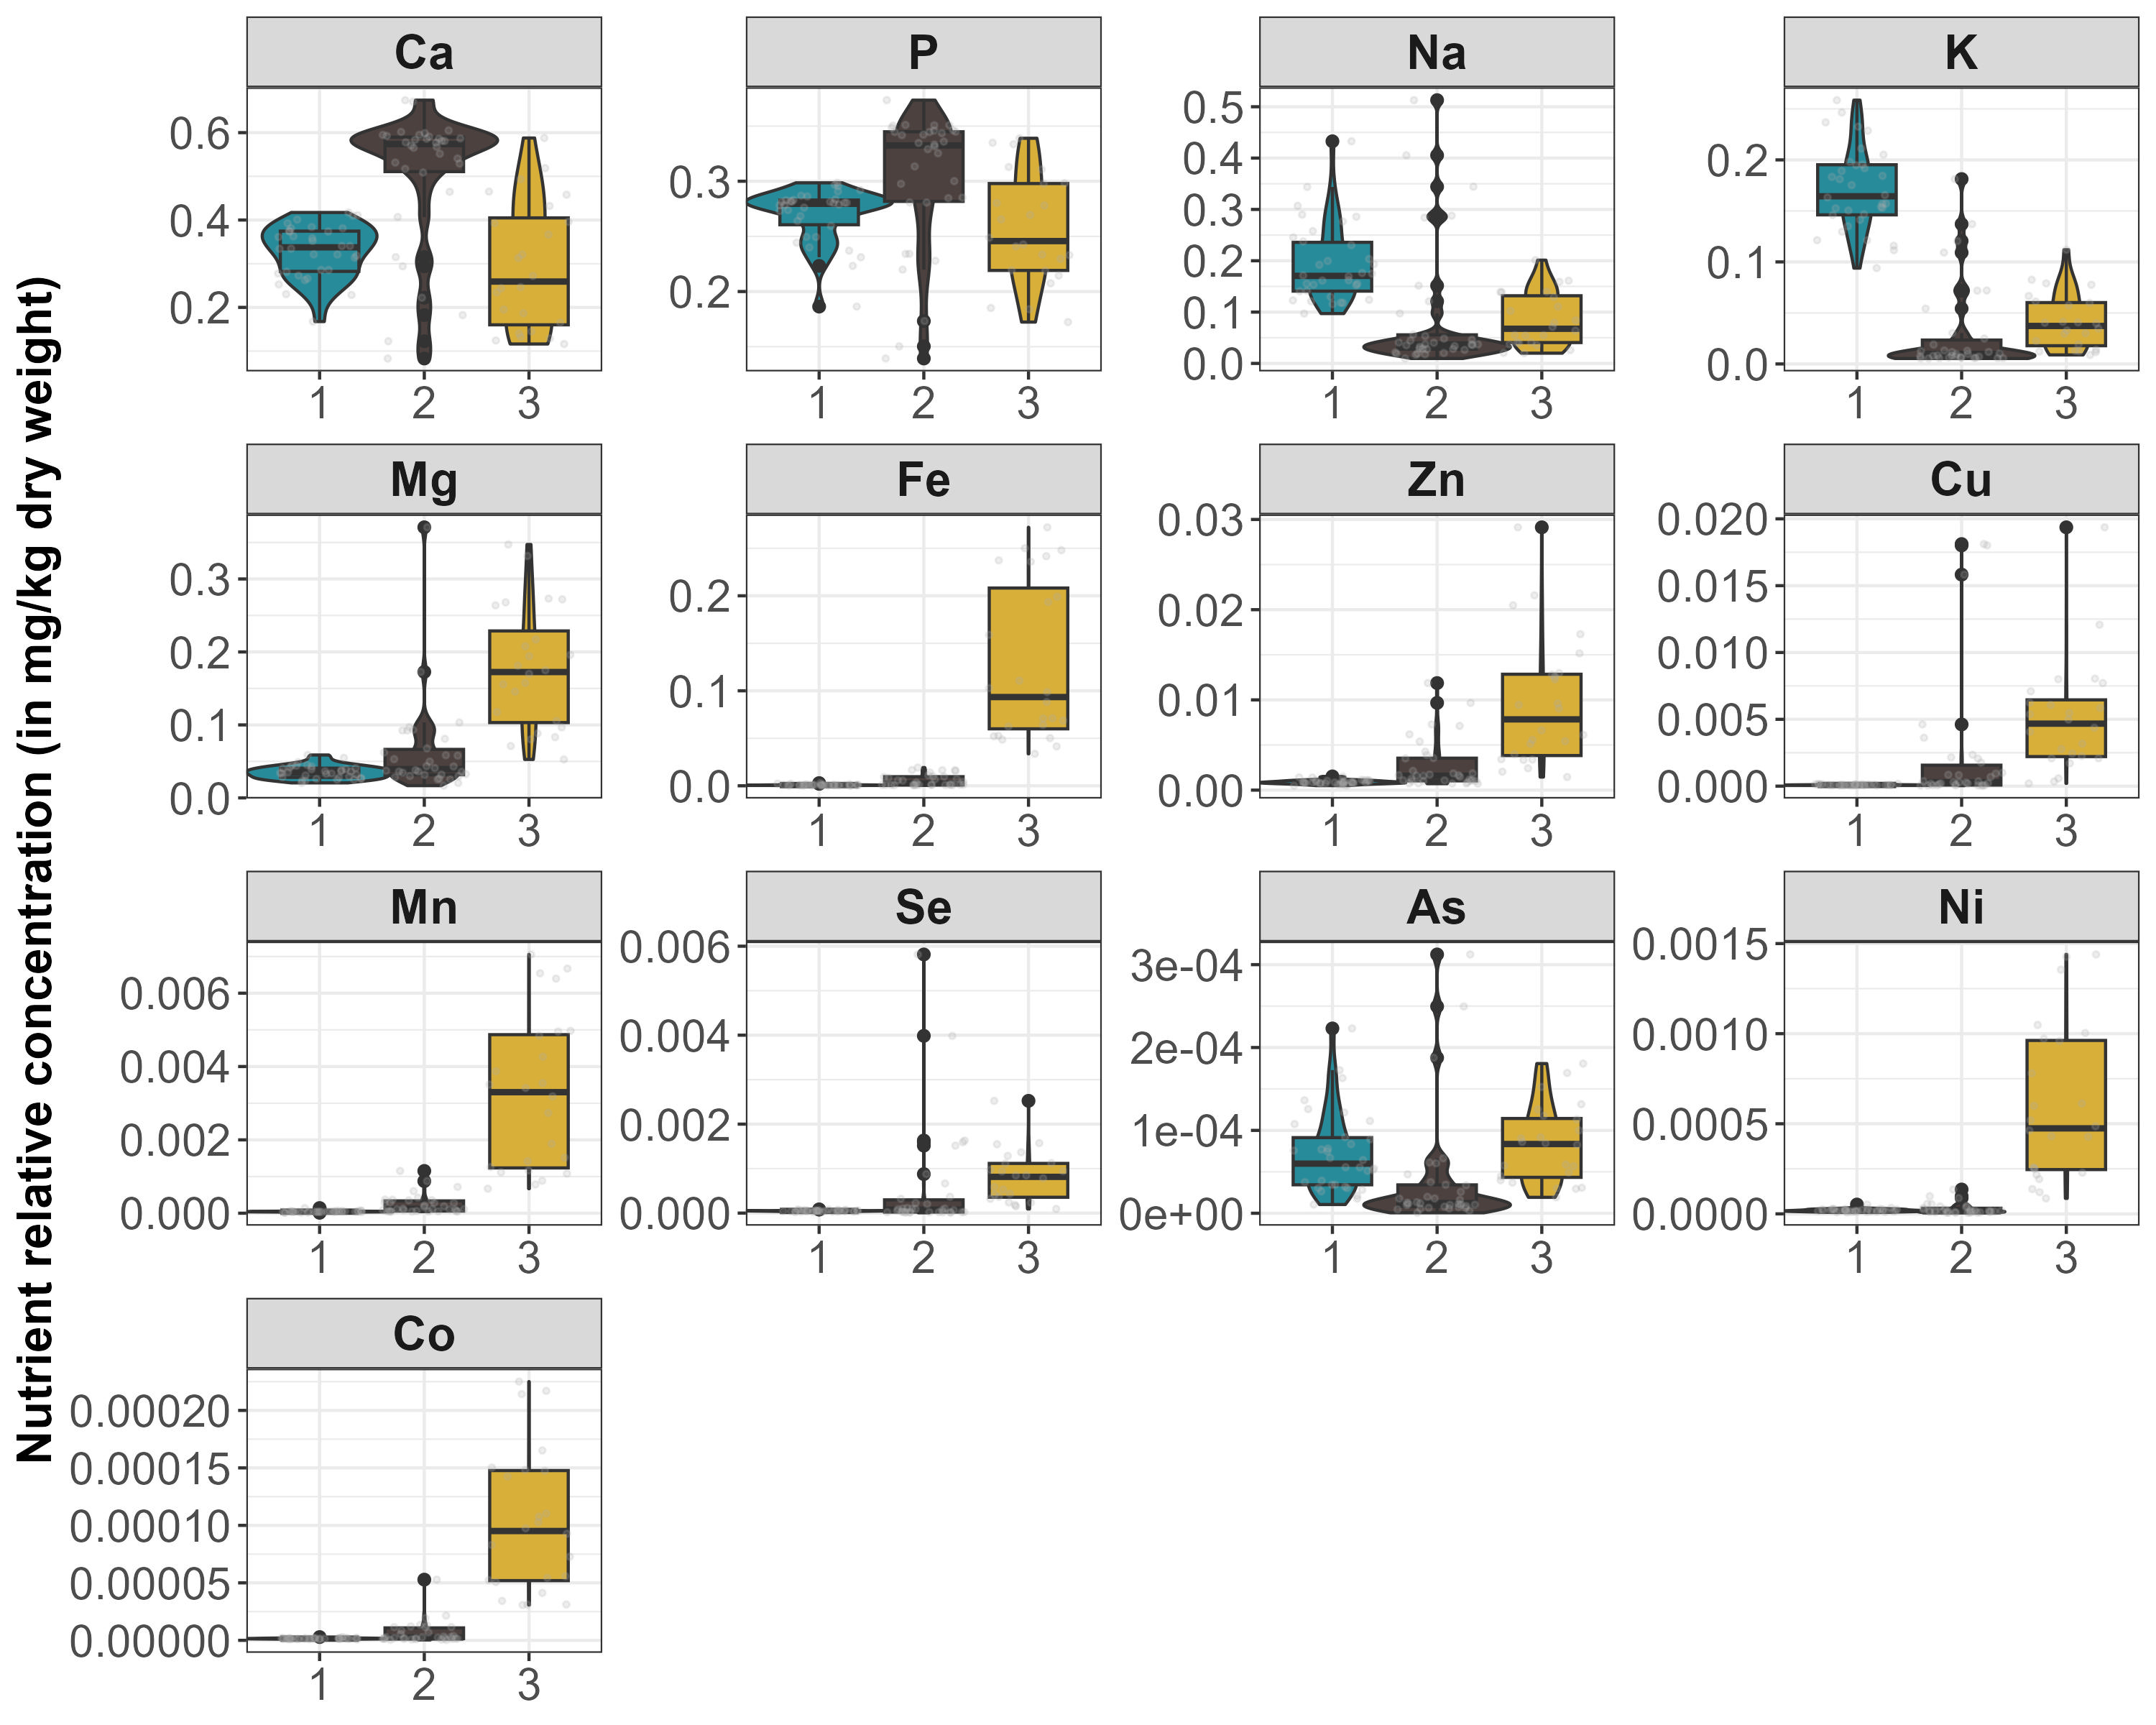 Nutrient relative concentration (in mg/kg dry weight)
Ca
0.6
0.4
0.2
1 2 3
P
0.3
0.2
1 2 3
Na
0.5
0.4
0.3
0.2
0.1
0.0
1 2 3
K
0.2
0.1
0.0
1 2 3
Mg
0.3
0.2
0.1
0.0
1 2 3
Fe
0.2
0.1
0.0
1 2 3
Zn
0.03
0.02
0.01
0.00
1 2 3
Cu
0.020
0.015
0.010
0.005
0.000
1 2 3
Mn
0.006
0.004
0.002
0.000
1 2 3
Se
0.006
0.004
0.002
0.000
1 2 3
As
3e-04
2e-04
1e-04
0e+00
1 2 3
Ni
0.0015
0.0010
0.0005
0.0000
1 2 3
Co
0.00020
0.00015
0.00010
0.00005
0.00000
1 2 3